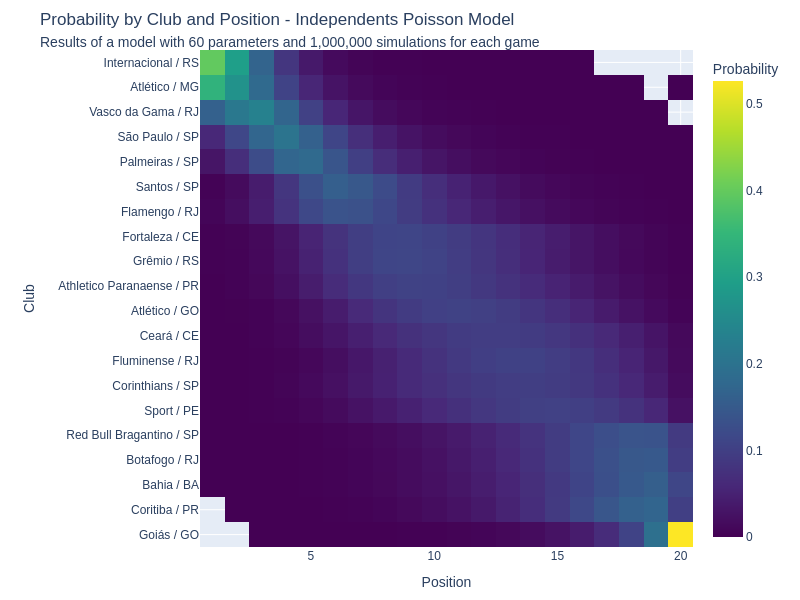 Probability by Club and Position - Independents Poisson Model
Results of a model with 60 parameters and 1,000,000 simulations for each game
Probability
Club
Internacional / RS
Atlético / MG
Vasco da Gama / RJ
São Paulo / SP
Palmeiras / SP
Santos / SP
Flamengo / RJ
Fortaleza / CE
Grêmio / RS
Athletico Paranaense / PR
Atlético / GO
Ceará / CE
Fluminense / RJ
Corinthians / SP
Sport / PE
Red Bull Bragantino / SP
Botafogo / RJ
Bahia / BA
Coritiba / PR
Goiás / GO
0.5
0.4
0.3
0.2
0.1
0
5 10 15 20
Position